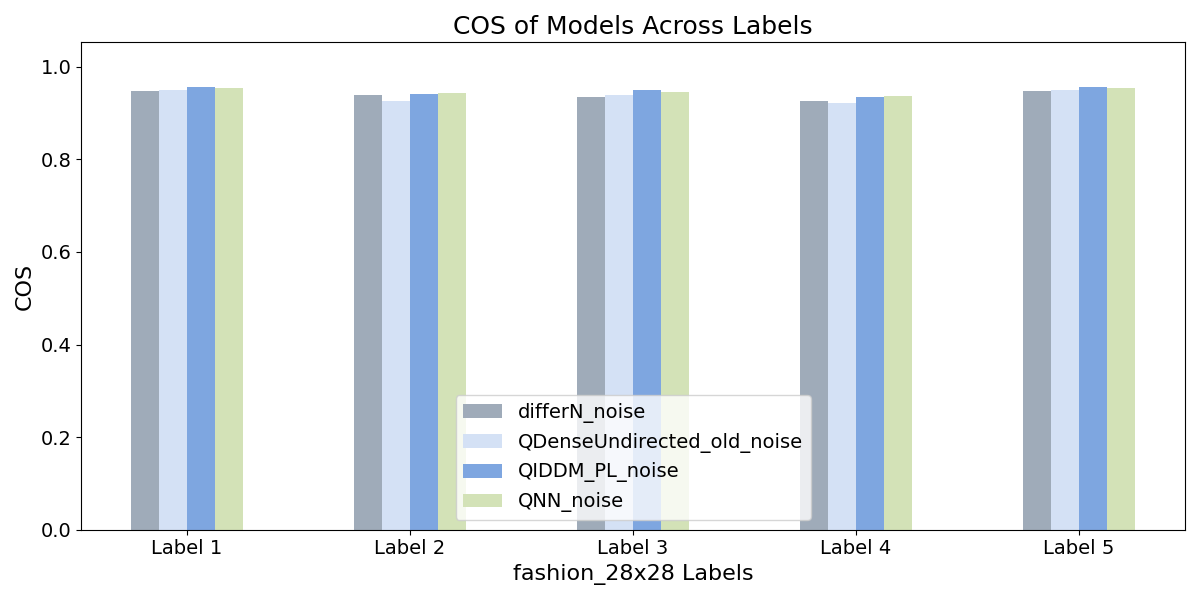 COS of Models Across Labels
COS
1.0
0.8
0.6
0.4
0.2
0.0
differN_noise
QDenseUndirected_old_noise
QIDDM_PL_noise
QNN_noise
Label 1 Label 2 Label 3 Label 4 Label 5
fashion_28x28 Labels